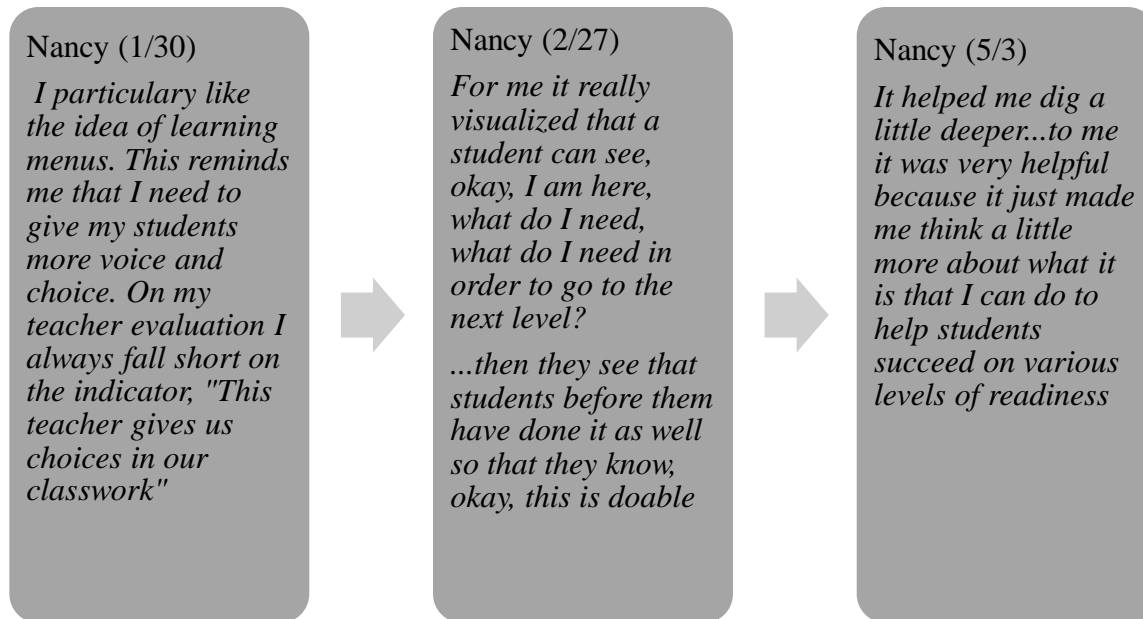 Nancy (1/30)
I particulary like
the idea of learning
menus. This reminds
me that I need to
give my students
more voice and
choice. On my
teacher evaluation I
always fall short on
the indicator, "This
teacher gives us
choices in our
classwork"
Nancy (2/27)
For me it really
visualized that a
student can see,
okay, I am here,
what do I need,
what do I need in
order to go to the
next level?
...then they see that
students before them
have done it as well
so that they know,
okay, this is doable
Nancy (5/3)
It helped me dig a
little deeper...to me
it was very helpful
because it just made
me think a little
more about what it
is that I can do to
help students
succeed on various
levels of readiness